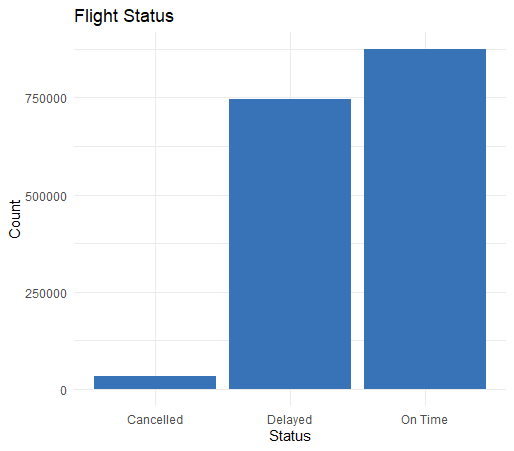 Flight Status
Count
750000
500000
250000
0
Cancelled Delayed On Time
Status